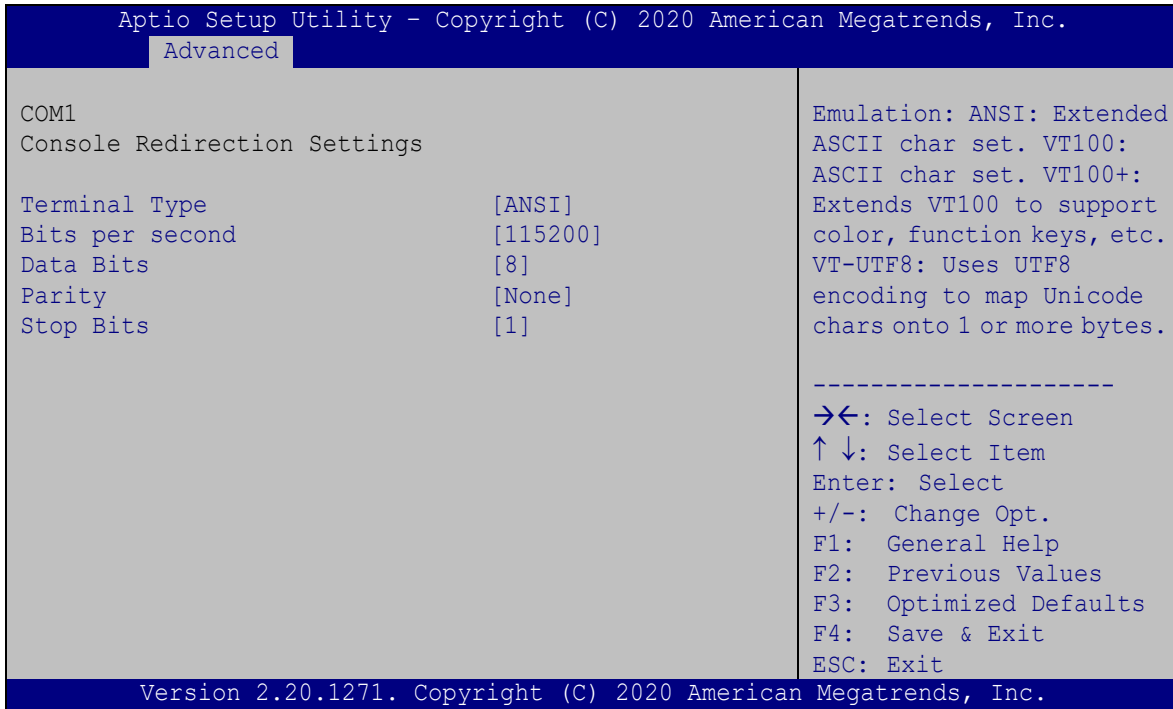 Aptio Setup Utility – Copyright (C) 2020 American Megatrends, Inc.
Advanced
COM1
Console Redirection Settings
Terminal Type [ANSI]
Bits per second [115200]
Data Bits [8]
Parity [None]
Stop Bits [1]
Emulation: ANSI: Extended
ASCII char set. VT100:
ASCII char set. VT100+:
Extends VT100 to support
color, function keys, etc.
VT-UTF8: Uses UTF8
encoding to map Unicode
chars onto 1 or more bytes.
---------------------
→←: Select Screen
↑ ↓: Select Item
Enter: Select
+/-: Change Opt.
F1: General Help
F2: Previous Values
F3: Optimized Defaults
F4: Save & Exit
ESC: Exit
Version 2.20.1271. Copyright (C) 2020 American Megatrends, Inc.